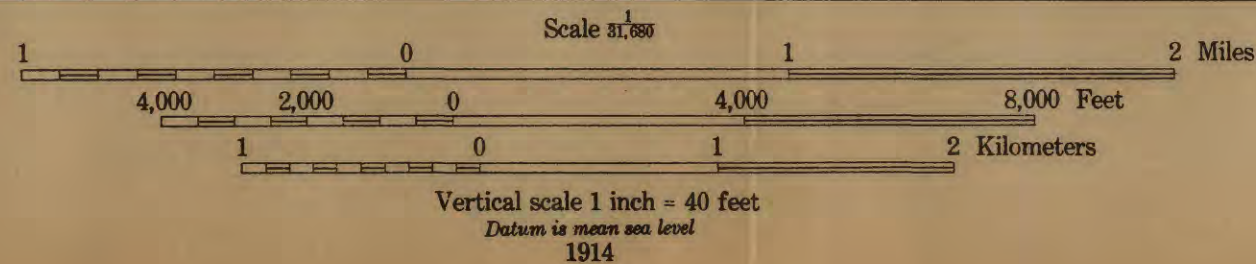 Scale 1/31,680
1 0 1 2 Miles
4,000 2,000 0 4,000 8,000 Feet
1 0 1 2 Kilometers
Vertical scale 1 inch = 40 feet
Datum is mean sea level
1914